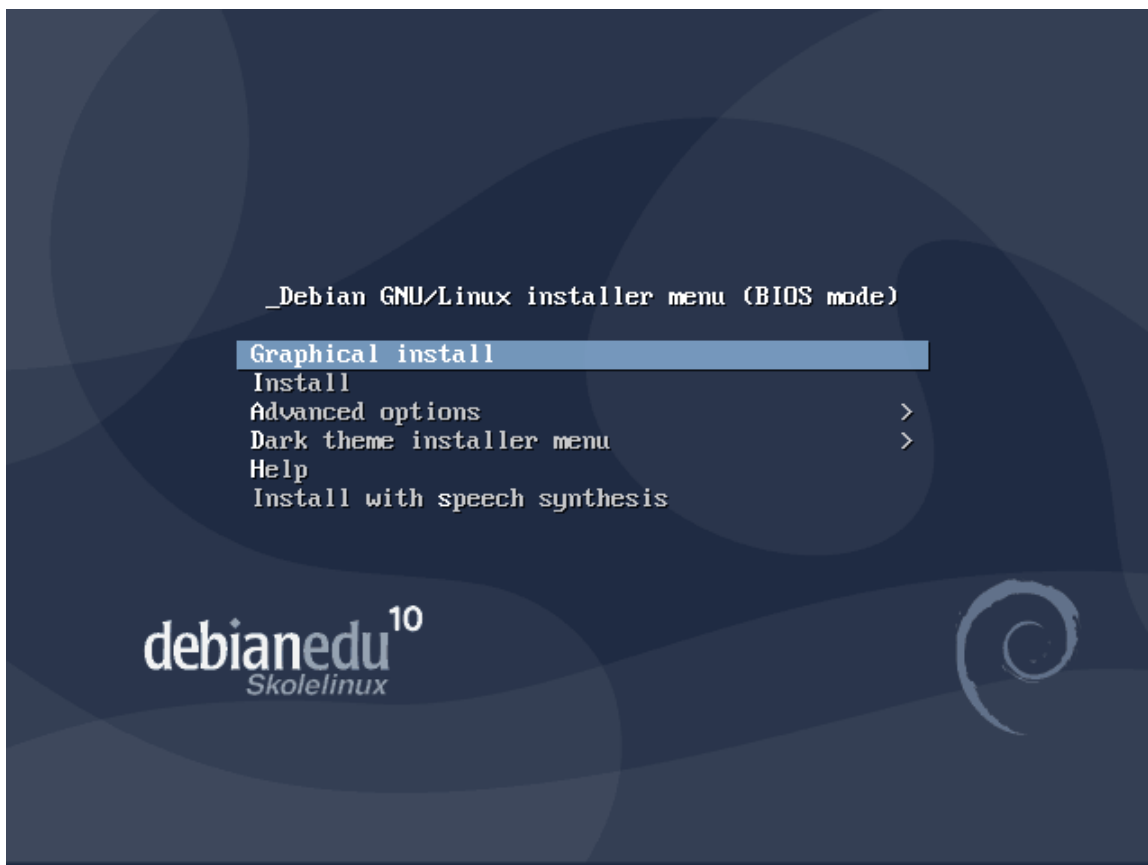 _Debian GNU/Linux installer menu (BIOS mode)
Graphical install
Install
Advanced options >
Dark theme installer menu >
Help
Install with speech synthesis
debianedu 10
Skolelinux